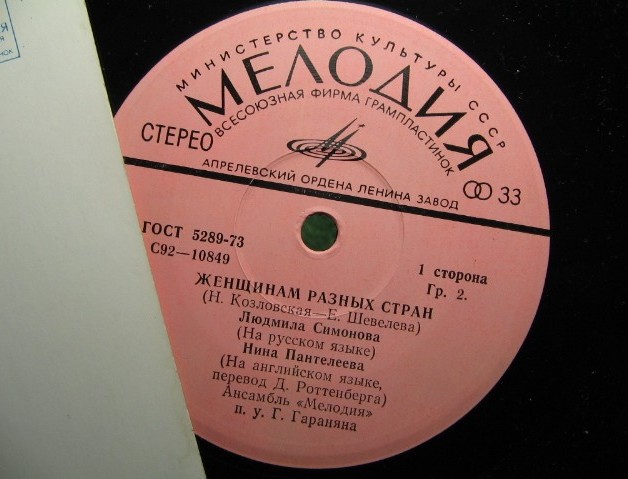 МИНИСТЕРСТВО КУЛЬТУРЫ СССР
МЕЛОДИЯ
ВСЕСОЮЗНАЯ ФИРМА ГРАМПЛАСТИНОК
СТЕРЕО
АПРЕЛЕВСКИЙ ОРДЕНА ЛЕНИНА ЗАВОД
33
ГОСТ 5289-73
С92—10849
1 сторона
Гр. 2.
ЖЕНЩИНАМ РАЗНЫХ СТРАН
(Н. Козловская—Е. Шевелева)
Людмила Симонова
(На русском языке)
Нина Пантелеева
(На английском языке,
перевод Д. Роттенберга)
Ансамбль «Мелодия»
п. у. Г. Гараняна